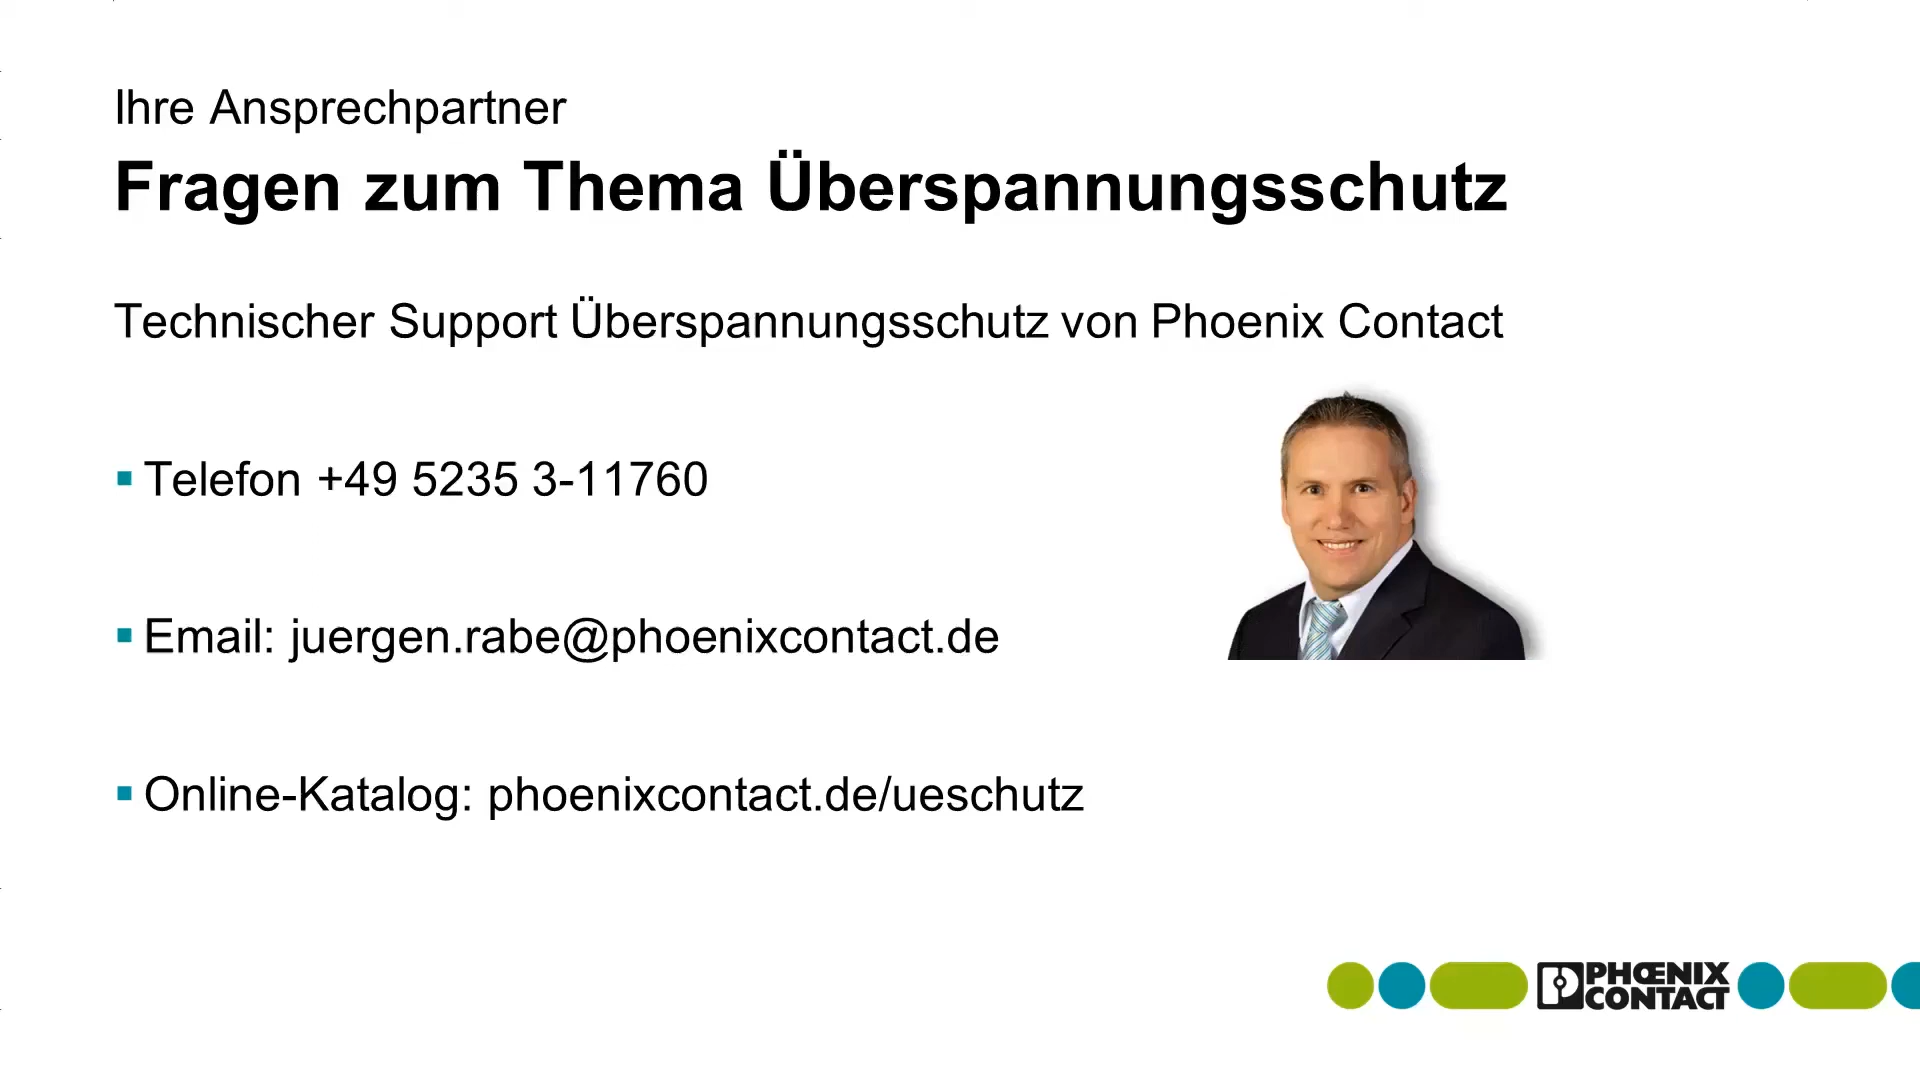 Ihre Ansprechpartner
Fragen zum Thema Überspannungsschutz
Technischer Support Überspannungsschutz von Phoenix Contact
Telefon +49 5235 3-11760
Email: juergen.rabe@phoenixcontact.de
Online-Katalog: phoenixcontact.de/ueschutz
PHŒNIX
CONTACT